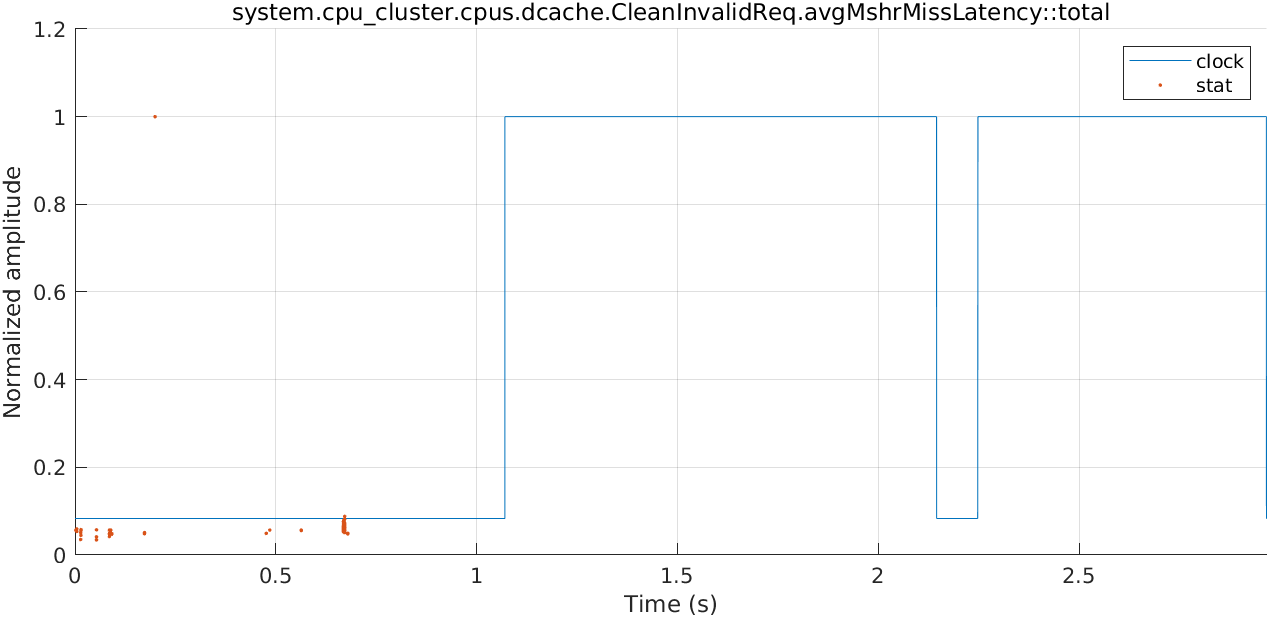 system.cpu_cluster.cpus.dcache.CleanInvalidReq.avgMshrMissLatency::total
clock
stat
Normalized amplitude
1.2
1
0.8
0.6
0.4
0.2
0
0 0.5 1 1.5 2 2.5
Time (s)